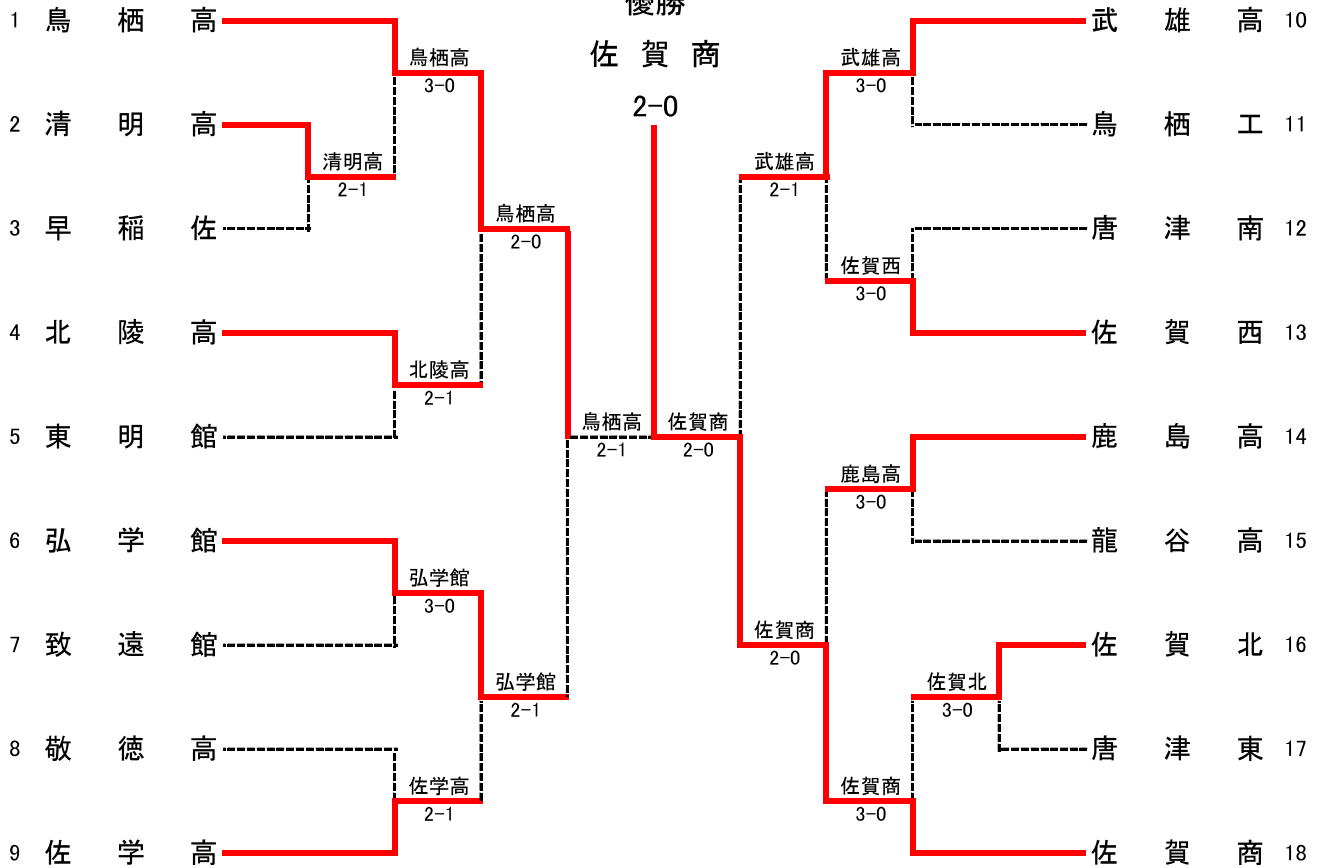 優勝
佐賀商
2-0
1 鳥栖高
2 清明高
3 早稲佐
4 北陵高
5 東明館
6 弘学館
7 致遠館
8 敬徳高
9 佐学高
清明高
2-1
鳥栖高
3-0
北陵高
2-1
弘学館
3-0
佐学高
2-1
鳥栖高
2-0
弘学館
2-1
鳥栖高
2-1
佐賀商
2-0
武雄高
2-1
佐賀商
2-0
武雄高
3-0
佐賀西
3-0
鹿島高
3-0
佐賀商
3-0
佐賀北
3-0
武雄高 10
鳥栖工 11
唐津南 12
佐賀西 13
鹿島高 14
龍谷高 15
佐賀北 16
唐津東 17
佐賀商 18